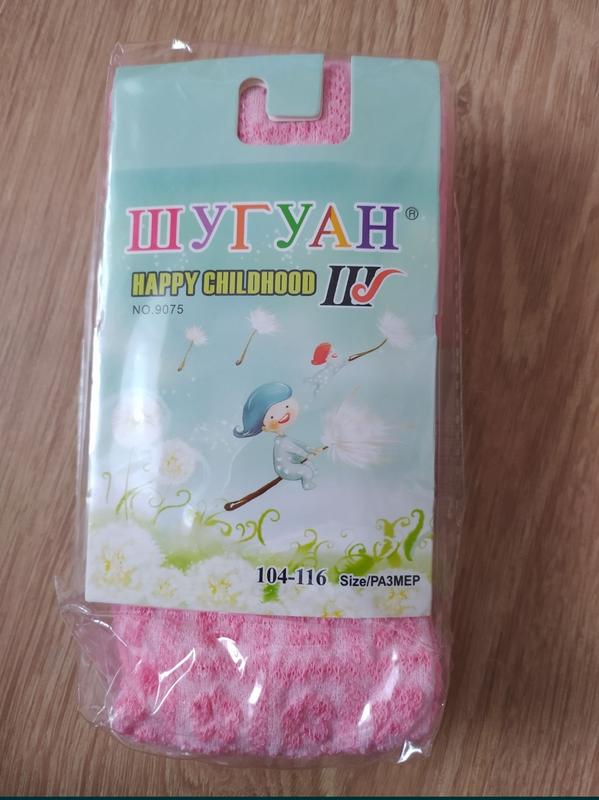 ШУГУАН®
HAPPY CHILDHOOD Ш
NO.9075
104-116 Size/РАЗМЕР